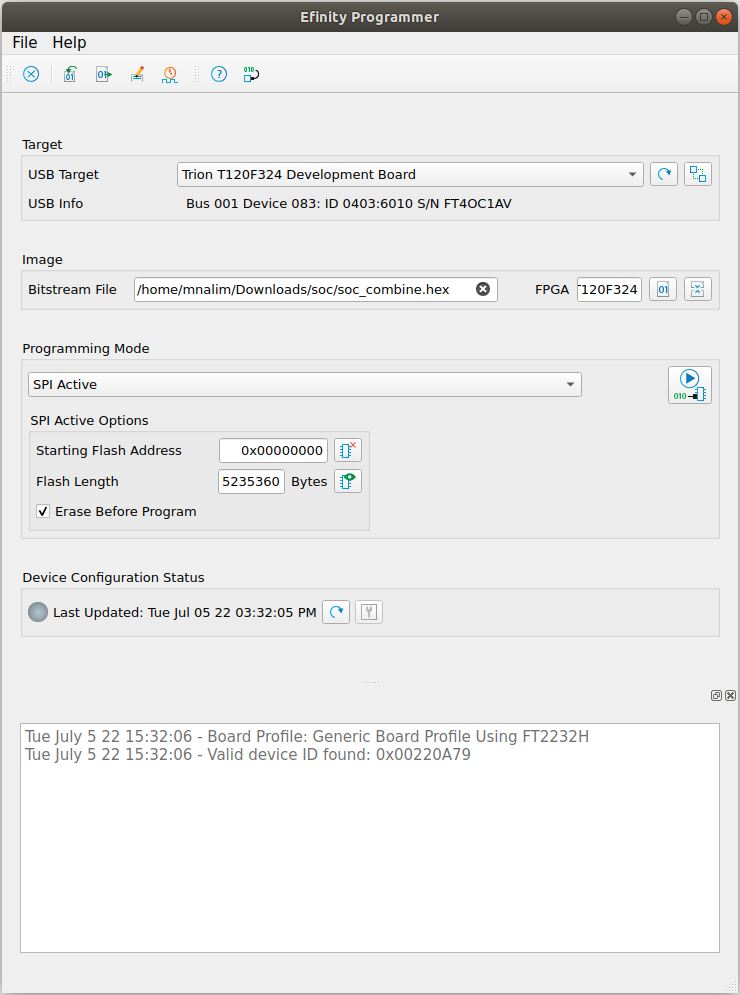 Efinity Programmer
File Help
Target
USB Target Trion T120F324 Development Board
USB Info Bus 001 Device 083: ID 0403:6010 S/N FT4OC1AV
Image
Bitstream File /home/mnalim/Downloads/soc/soc_combine.hex FPGA T120F324
Programming Mode
SPI Active
010
SPI Active Options
Starting Flash Address 0x00000000
Flash Length 5235360 Bytes
Erase Before Program
Device Configuration Status
Last Updated: Tue Jul 05 22 03:32:05 PM
Tue July 5 22 15:32:06 - Board Profile: Generic Board Profile Using FT2232H
Tue July 5 22 15:32:06 - Valid device ID found: 0x00220A79